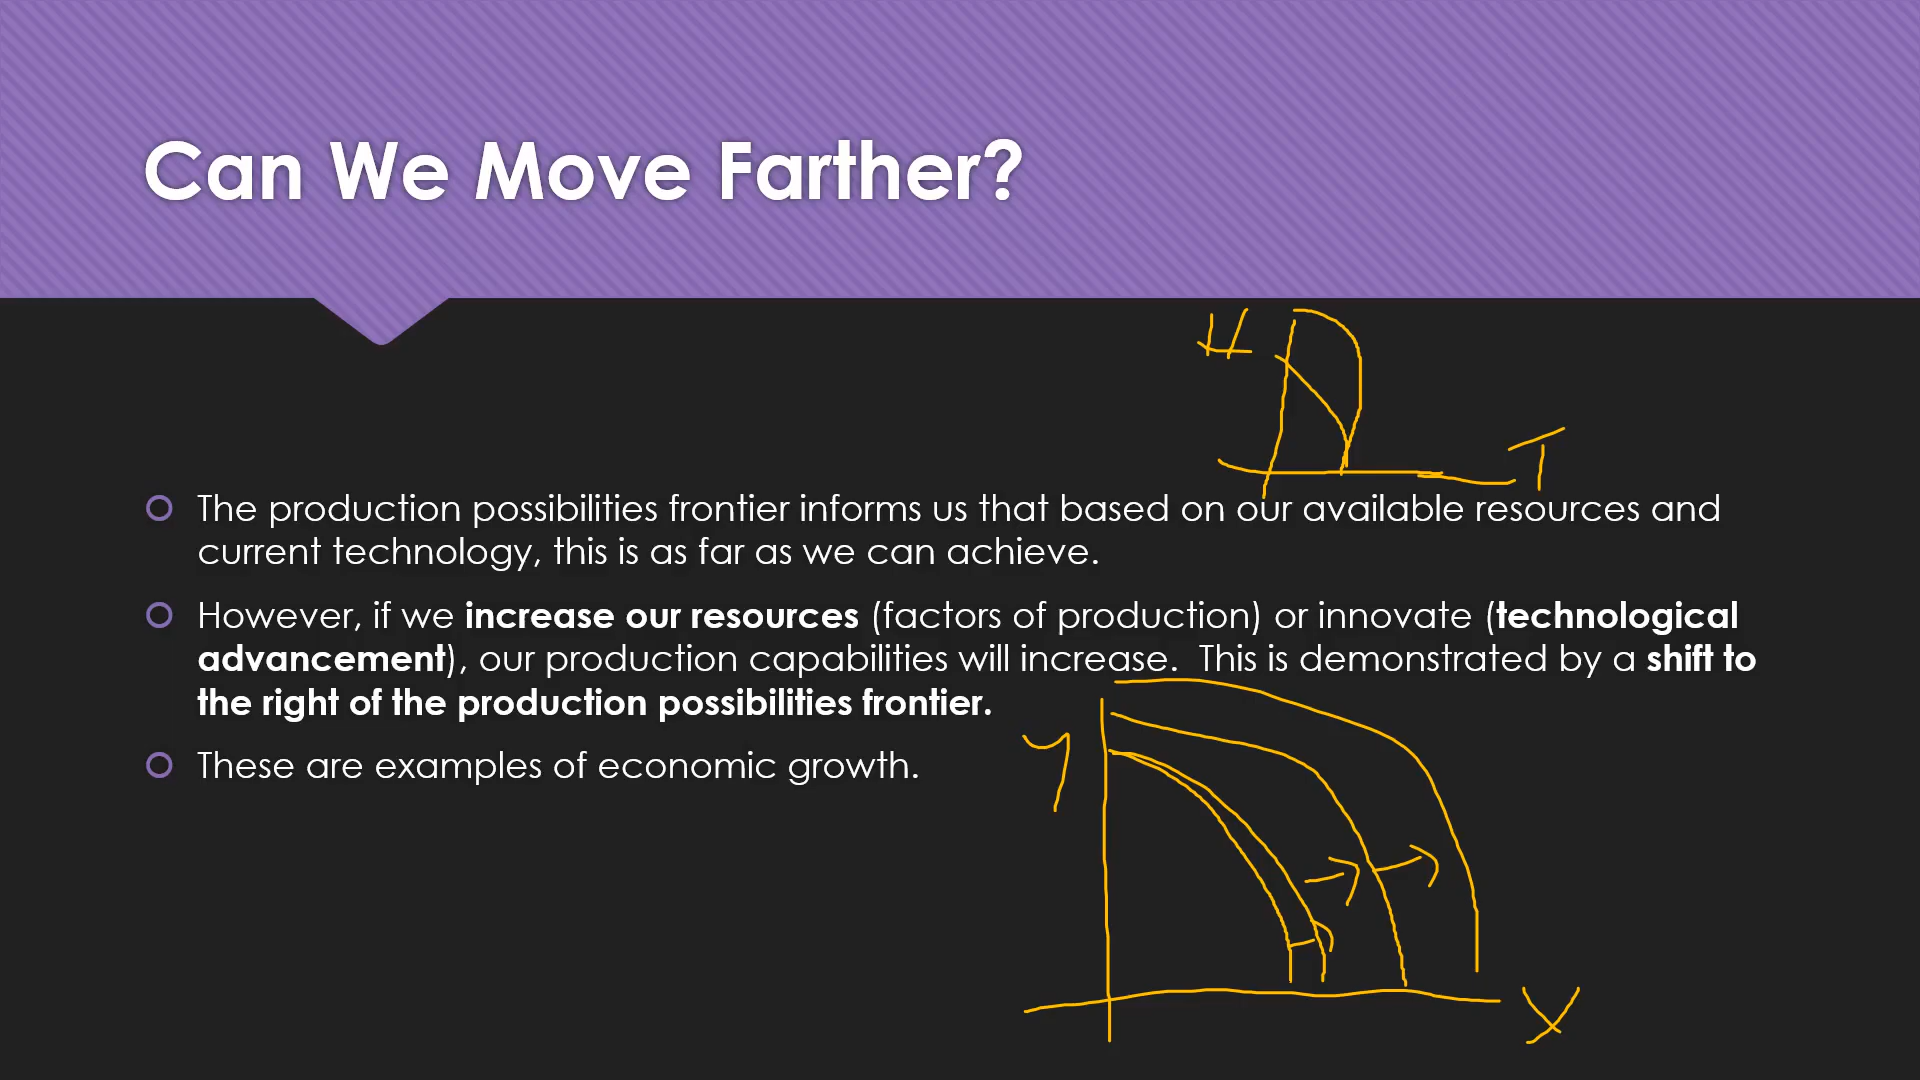 Can We Move Farther?
H
T
The production possibilities frontier informs us that based on our available resources and
current technology, this is as far as we can achieve.
However, if we increase our resources (factors of production) or innovate (technological
advancement), our production capabilities will increase.  This is demonstrated by a shift to
the right of the production possibilities frontier.
These are examples of economic growth.
Y
X